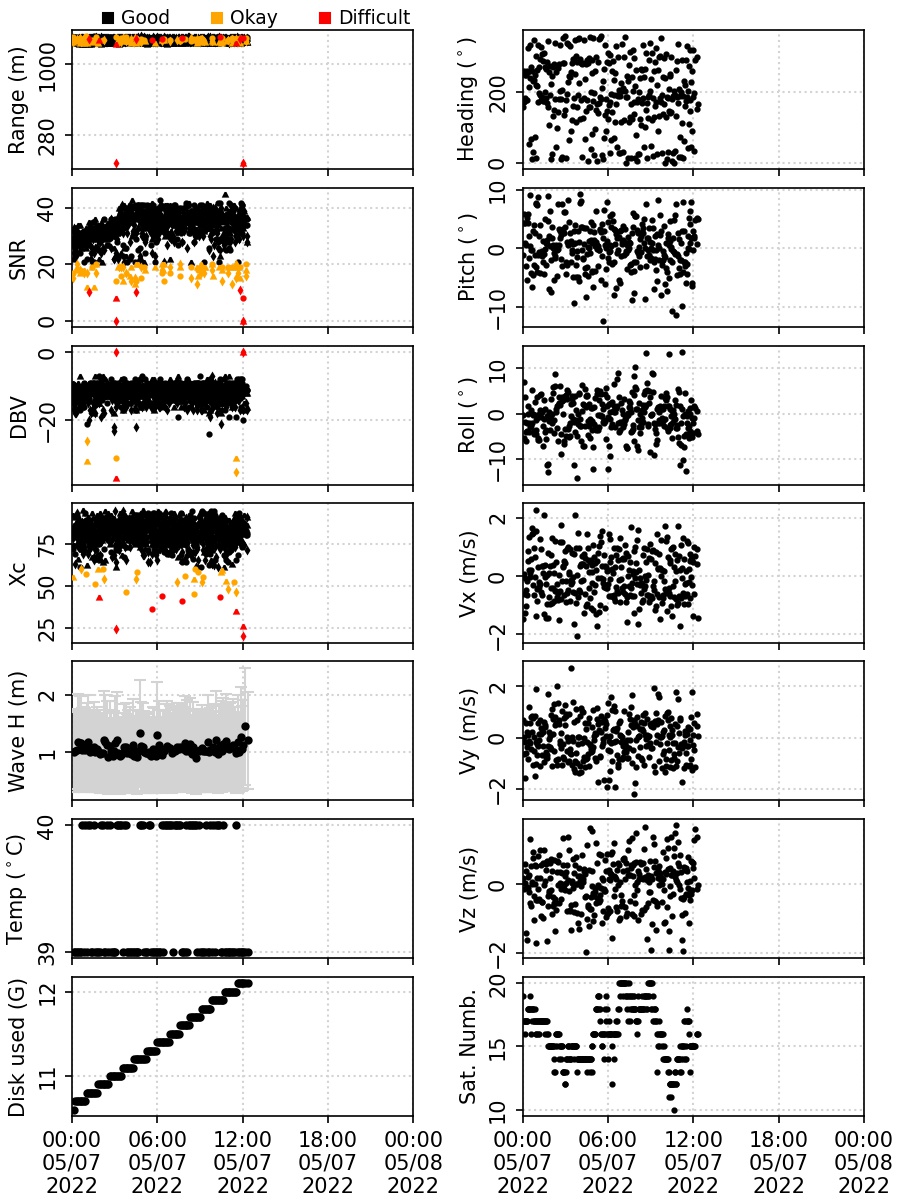 Good Okay Difficult
Range (m)
1000
280
Heading (°)
200
0
SNR
40
20
0
Pitch (°)
10
0
−10
DBV
0
−20
Roll (°)
10
0
−10
Xc
75
50
25
Vx (m/s)
2
0
−2
Wave H (m)
2
1
Vy (m/s)
2
0
−2
Temp (°C)
40
39
Vz (m/s)
0
−2
Disk used (G)
12
11
Sat. Numb.
20
15
10
00:00 06:00 12:00 18:00 00:00
05/07 05/07 05/07 05/07 05/08
2022 2022 2022 2022 2022
00:00 06:00 12:00 18:00 00:00
05/07 05/07 05/07 05/07 05/08
2022 2022 2022 2022 2022